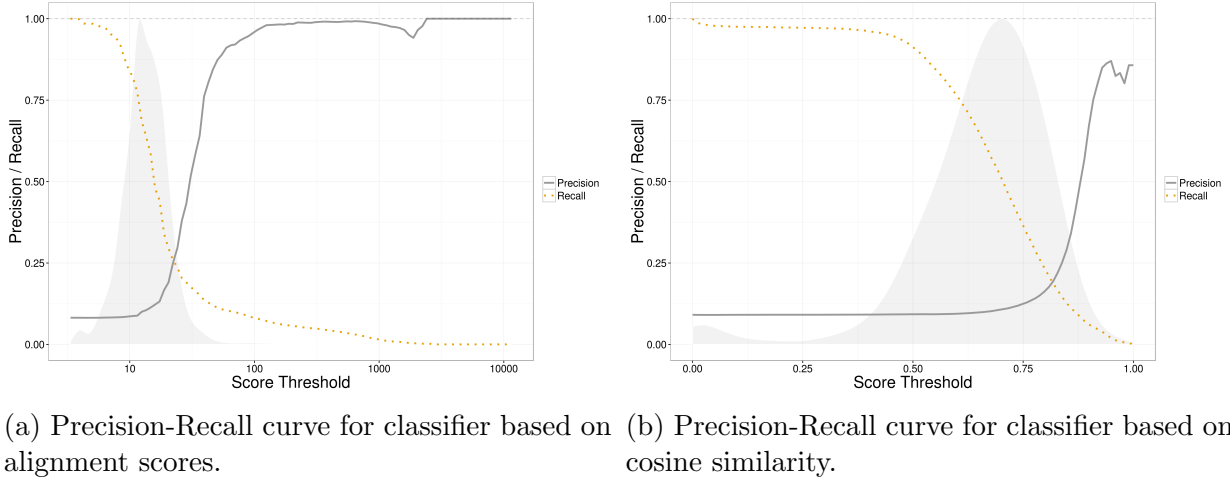 1.00
0.75
0.50
0.25
0.00
Precision / Recall
10
100
1000
10000
Score Threshold
Precision
Recall
(a) Precision-Recall curve for classifier based on
alignment scores.
1.00
0.75
0.50
0.25
0.00
Precision / Recall
0.00
0.25
0.50
0.75
1.00
Score Threshold
Precision
Recall
(b) Precision-Recall curve for classifier based on
cosine similarity.